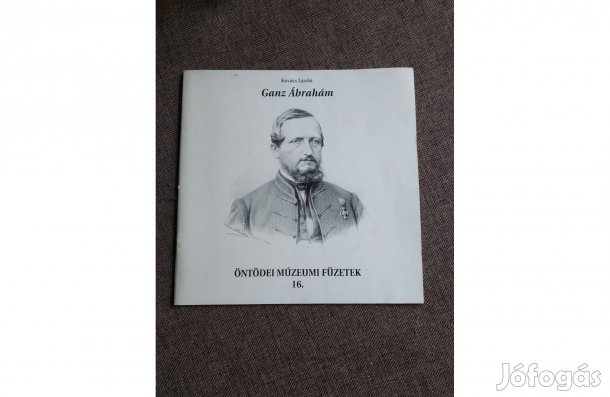 Kovács László
Ganz Ábrahám
ÖNTÖDEI MÚZEUMI FÜZETEK
16.
Jófogás